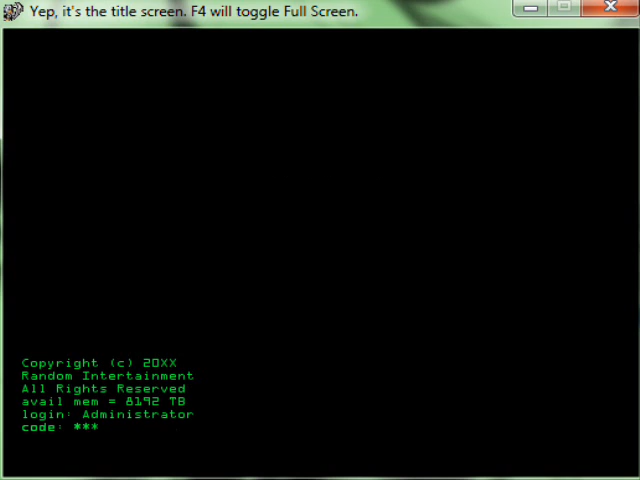 Yep, it's the title screen. F4 will toggle Full Screen.
Copyright (c) 20XX
Random Intertainment
All Rights Reserved
avail mem = 8192 TB
login: Administrator
code: ***